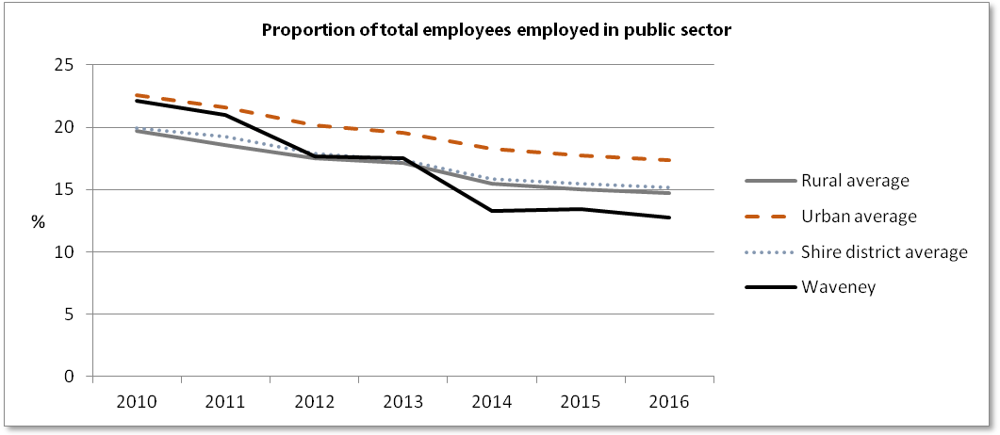 Proportion of total employees employed in public sector
25
20
15
10
5
0
%
2010 2011 2012 2013 2014 2015 2016
Rural average
Urban average
Shire district average
Waveney